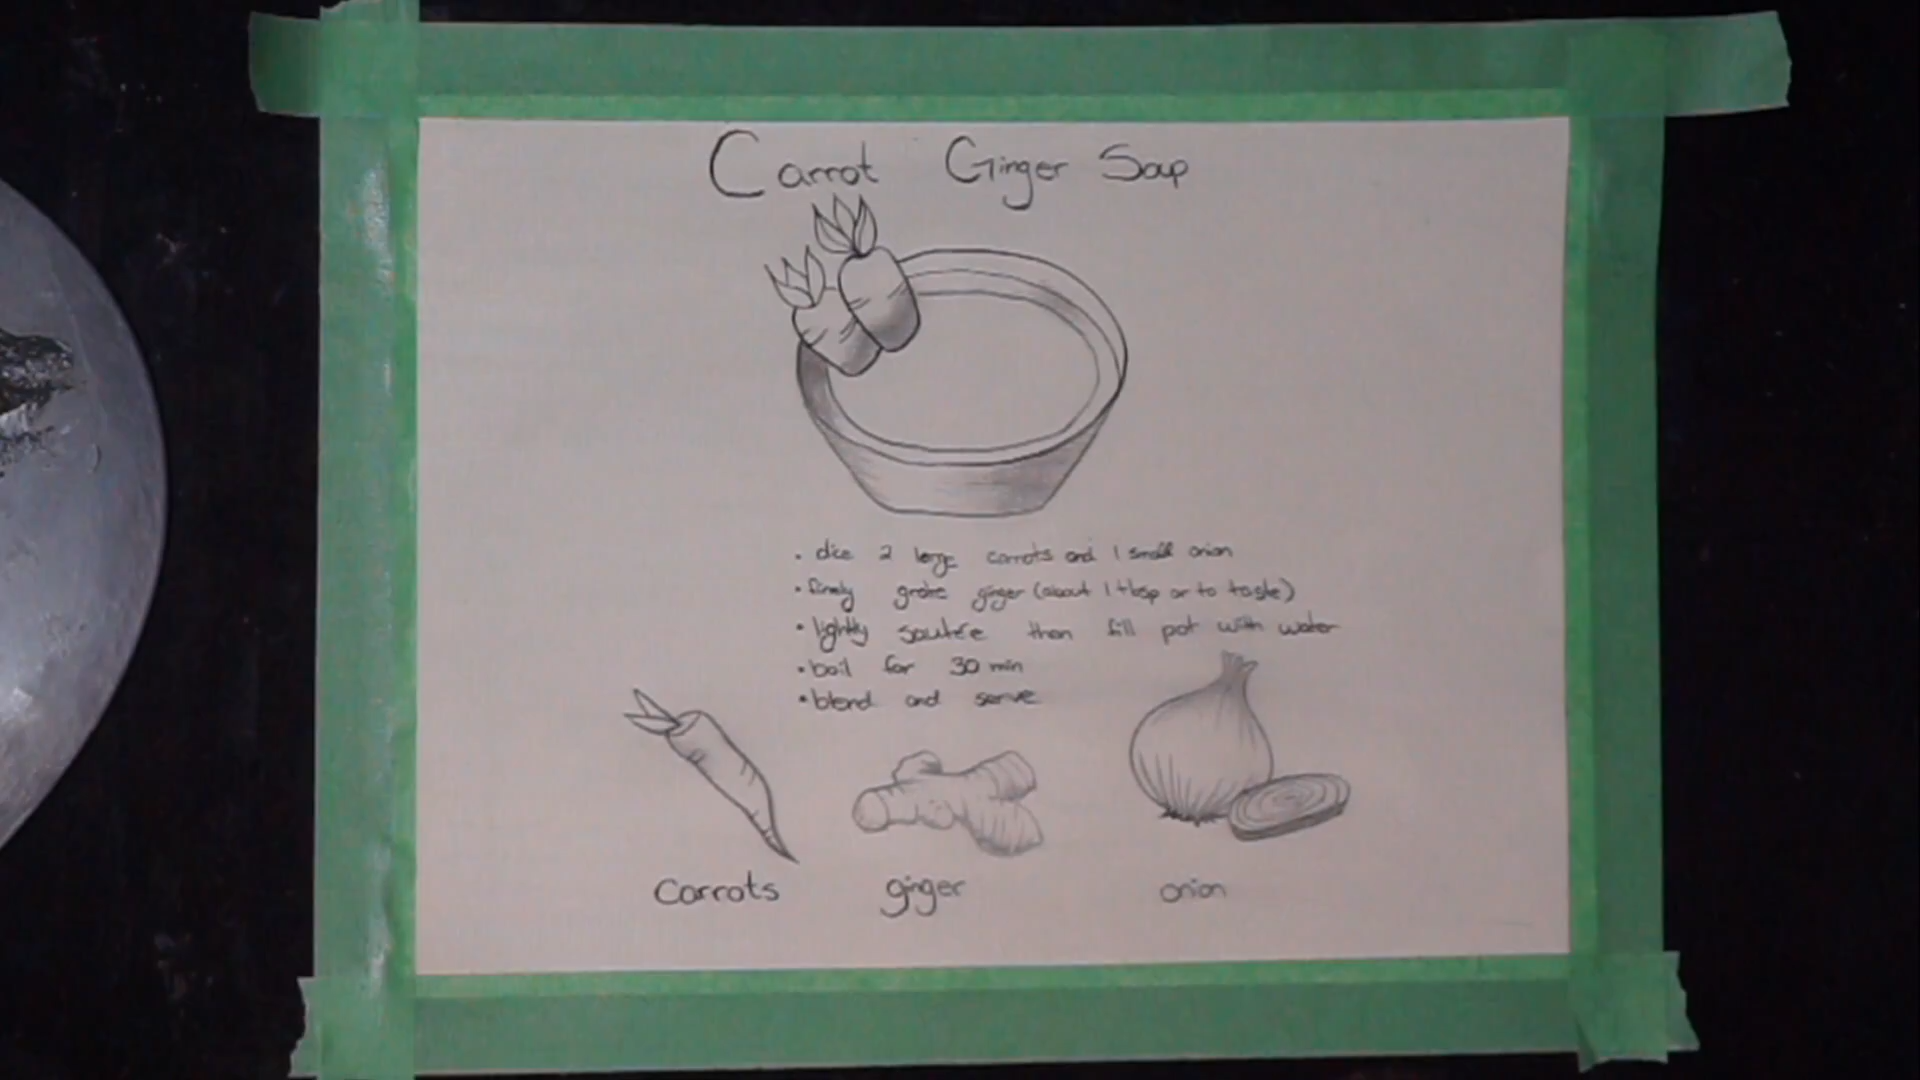 Carrot Ginger Soup
• dice 2 large carrots and 1 small onion
• finely grate ginger (about 1 tbsp or to taste)
• lightly sautée then fill pot with water
• boil for 30 min
• blend and serve
carrots ginger onion